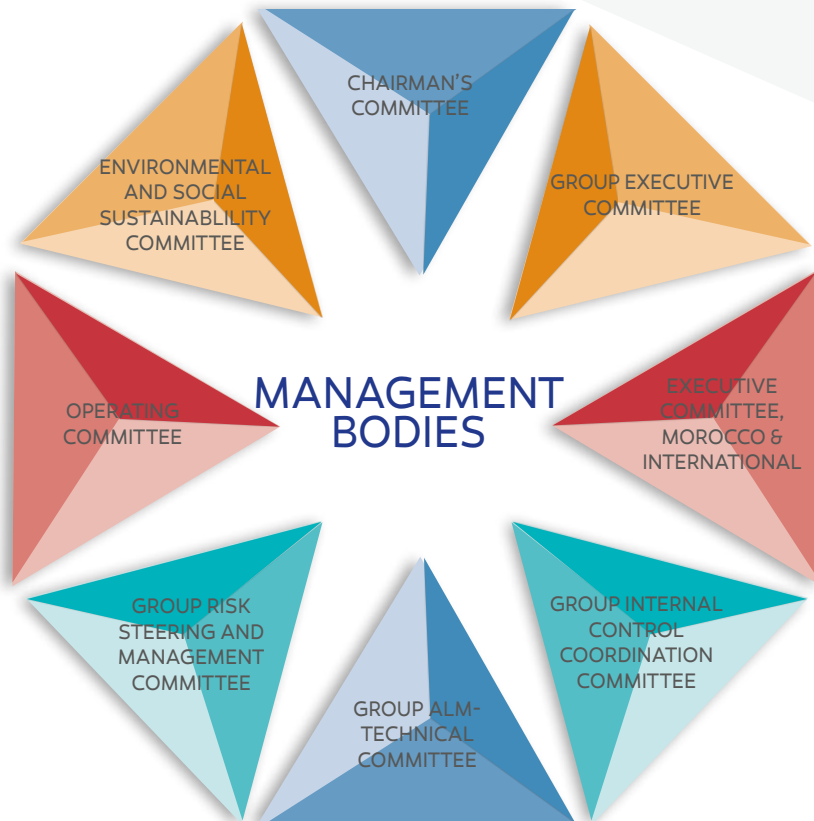 CHAIRMAN'S
COMMITTEE
GROUP EXECUTIVE
COMMITTEE
EXECUTIVE
COMMITTEE,
MOROCCO &
INTERNATIONAL
GROUP INTERNAL
CONTROL
COORDINATION
COMMITTEE
GROUP ALM-
TECHNICAL
COMMITTEE
GROUP RISK
STEERING AND
MANAGEMENT
COMMITTEE
OPERATING
COMMITTEE
ENVIRONMENTAL
AND SOCIAL
SUSTAINABLILITY
COMMITTEE
MANAGEMENT
BODIES